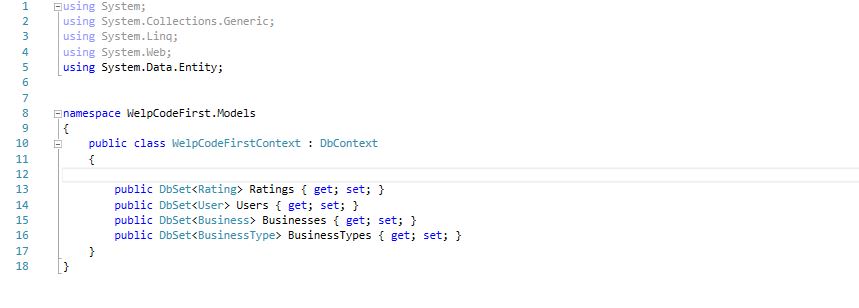 1 using System;
2 using System.Collections.Generic;
3 using System.Linq;
4 using System.Web;
5 using System.Data.Entity;
6
7
8 namespace WelpCodeFirst.Models
9 {
10 public class WelpCodeFirstContext : DbContext
11 {
12
13 public DbSet<Rating> Ratings { get; set; }
14 public DbSet<User> Users { get; set; }
15 public DbSet<Business> Businesses { get; set; }
16 public DbSet<BusinessType> BusinessTypes { get; set; }
17 }
18 }